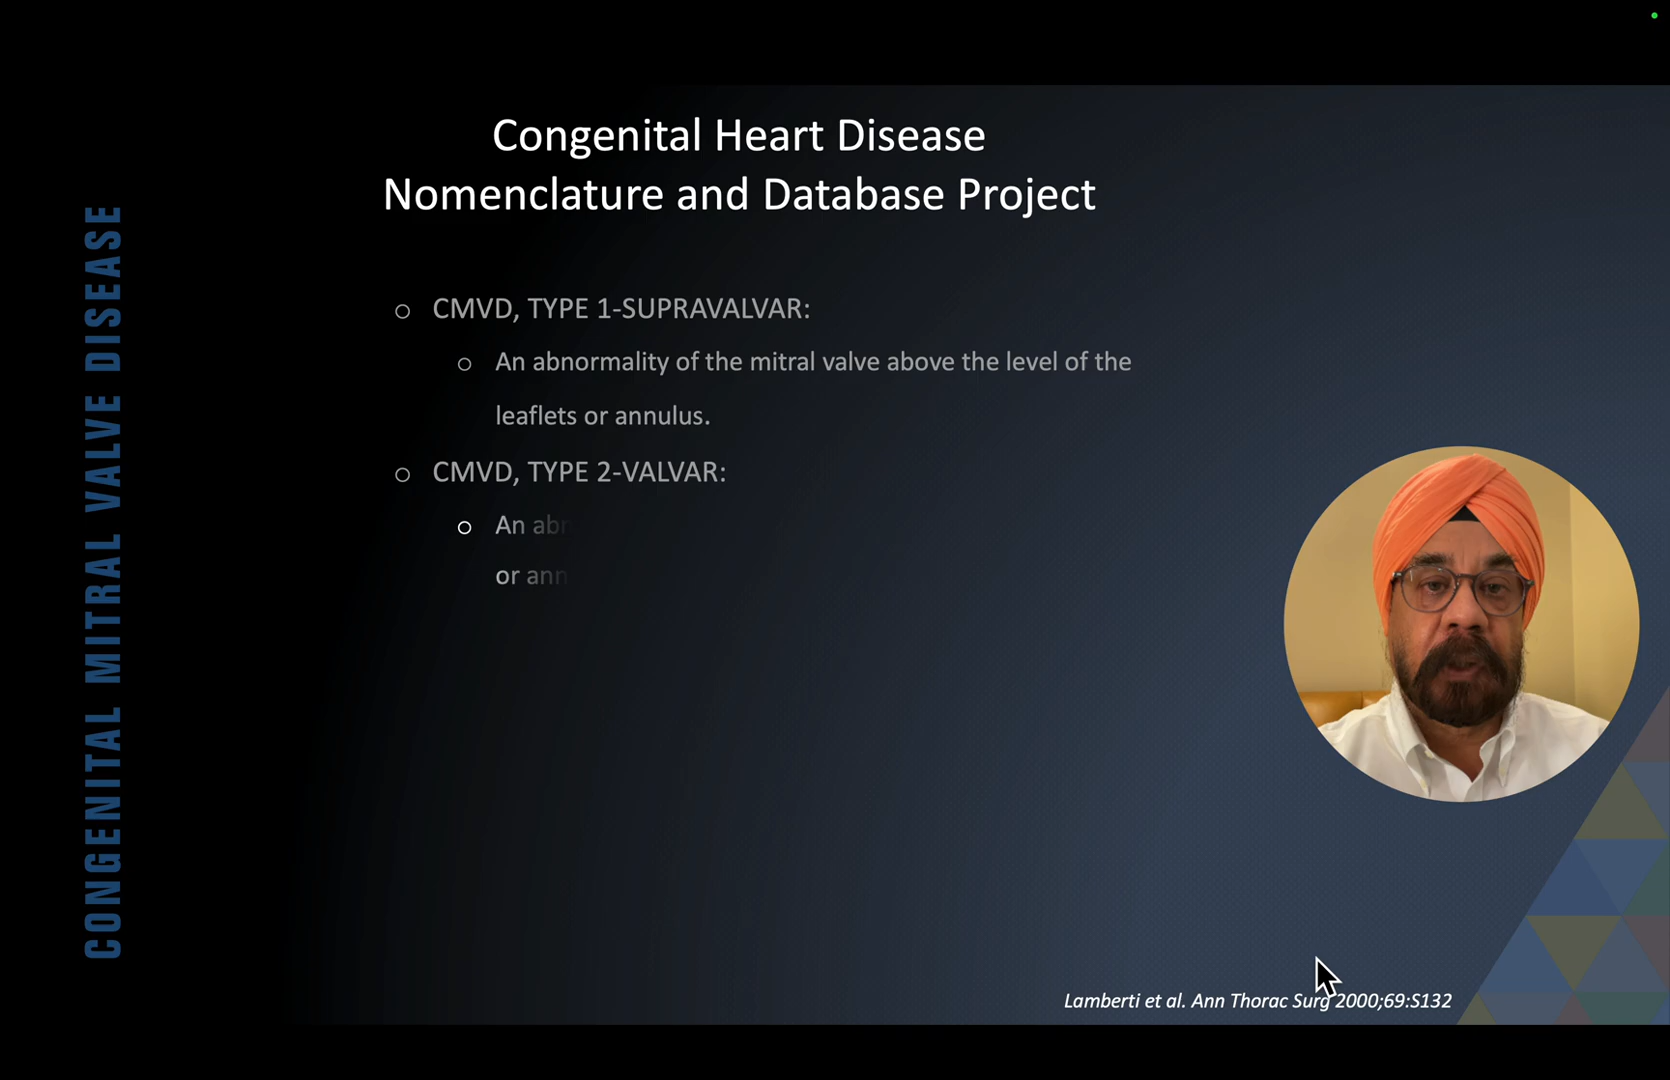 Congenital Heart Disease
Nomenclature and Database Project
CONGENITAL MITRAL VALVE DISEASE
CMVD, TYPE 1-SUPRAVALVAR:
An abnormality of the mitral valve above the level of the
leaflets or annulus.
CMVD, TYPE 2-VALVAR:
An
or
Lamberti et al. Ann Thorac Surg 2000;69:S132